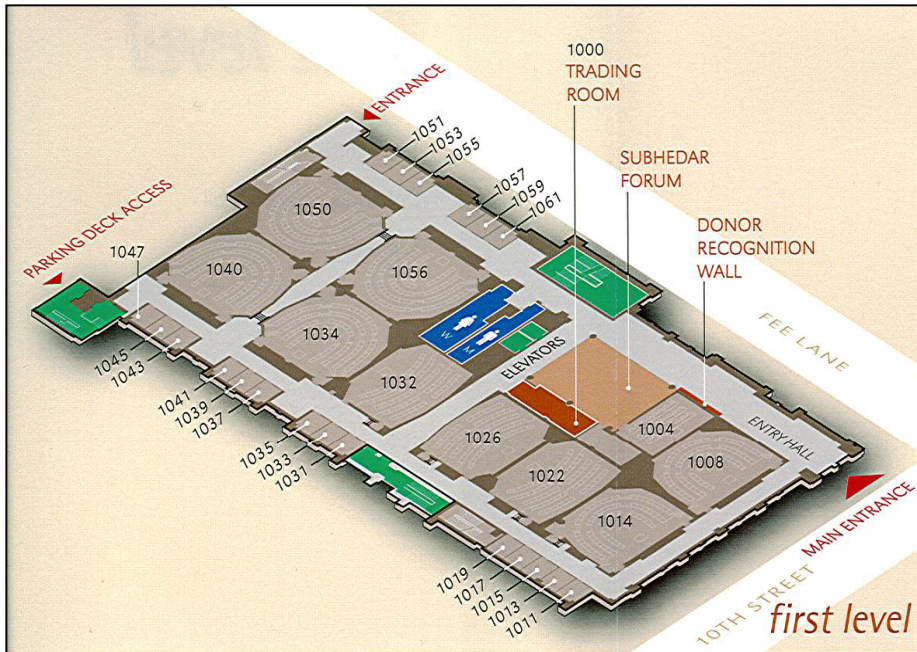 1000
TRADING
ROOM
ENTRANCE
1051
1053
1055
SUBHEDAR
FORUM
1057
1059
1061
DONOR
RECOGNITION
WALL
PARKING DECK ACCESS
1047
1050
1040
1056
1034
1045
1043
W
M
FEE LANE
ELEVATORS
1032
1041
1039
1037
1004
ENTRY HALL
1026
1035
1033
1031
1022
1008
1014
MAIN ENTRANCE
1019
1017
1015
1013
1011
10TH STREET
first level